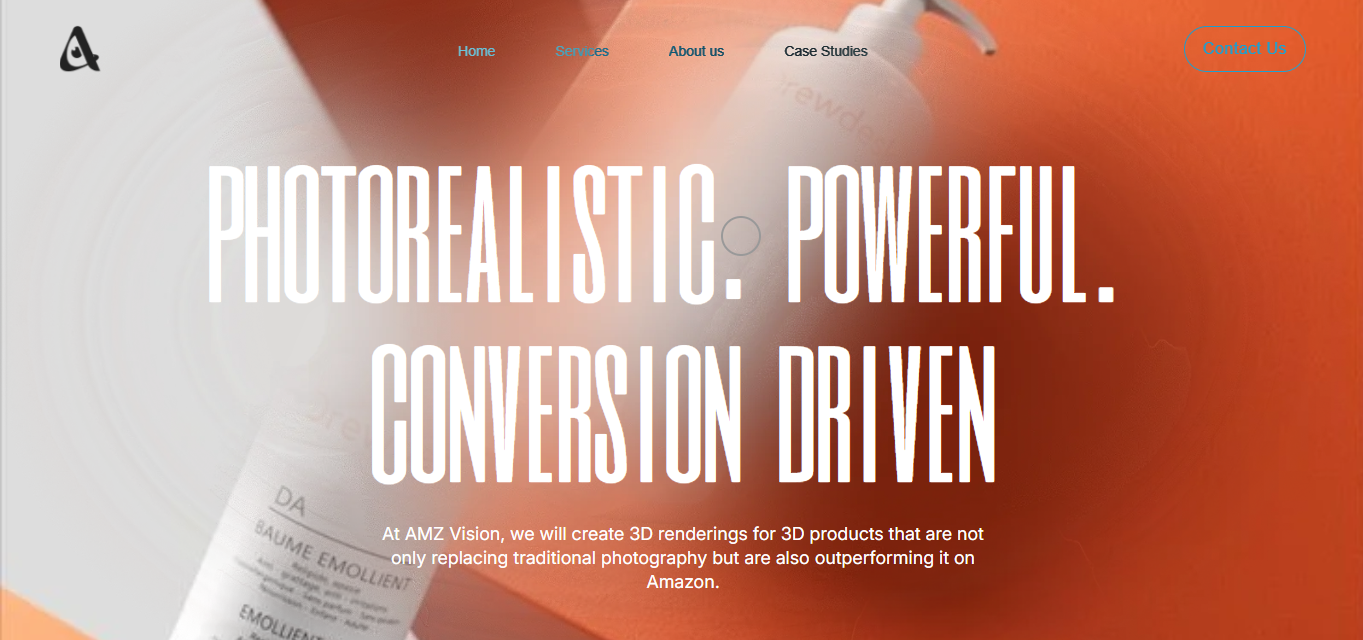 Home Services About us Case Studies Contact Us
PHOTOREALISTIC. POWERFUL.
CONVERSION DRIVEN
At AMZ Vision, we will create 3D renderings for 3D products that are not
only replacing traditional photography but are also outperforming it on
Amazon.
DA
BAUME EMOLLIENT